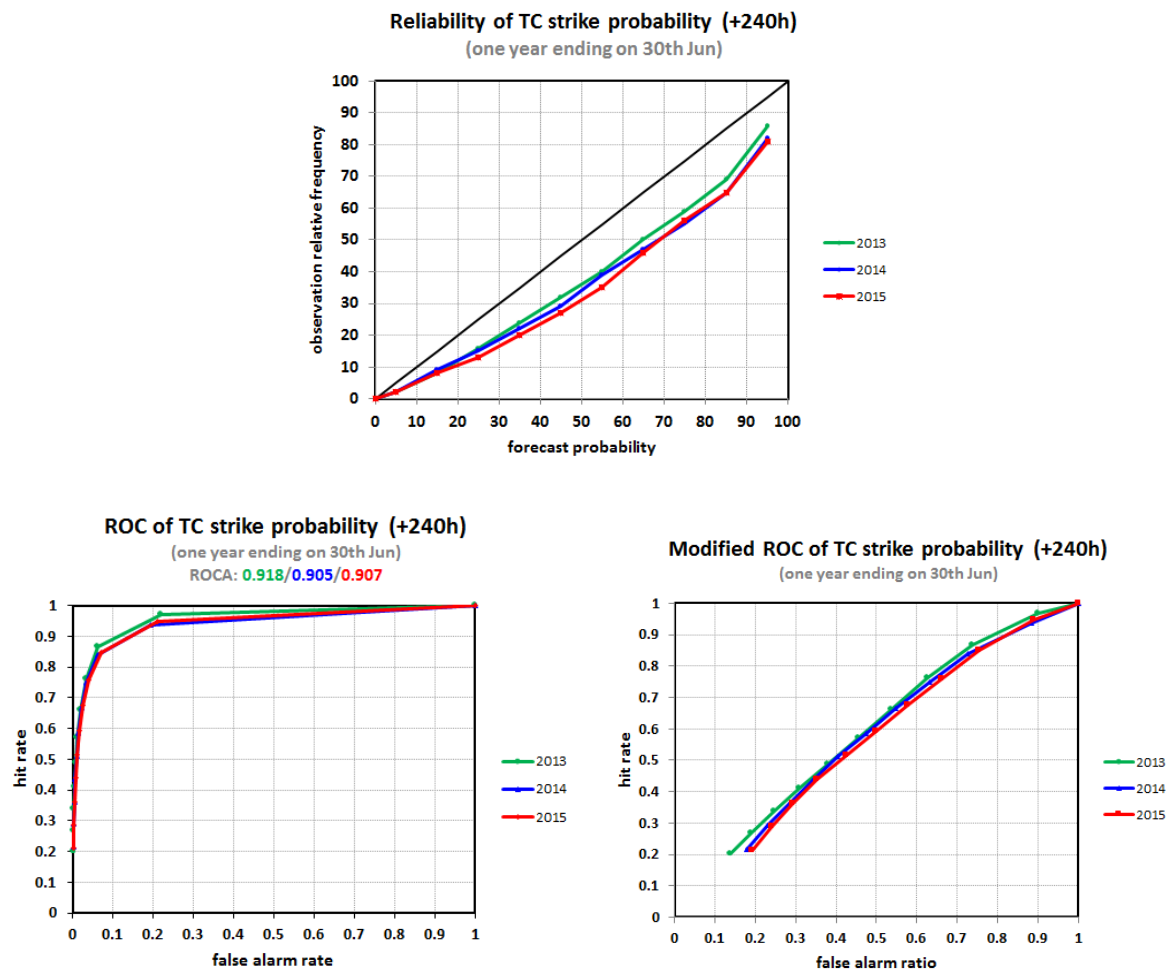 Reliability of TC strike probability (+240h)
(one year ending on 30th Jun)
100
90
80
70
60
50
40
30
20
10
0
observation relative frequency
0 10 20 30 40 50 60 70 80 90 100
forecast probability
2013
2014
2015
ROC of TC strike probability (+240h)
(one year ending on 30th Jun)
ROCA: 0.918/0.905/0.907
1
0.9
0.8
0.7
0.6
0.5
0.4
0.3
0.2
0.1
0
hit rate
0 0.1 0.2 0.3 0.4 0.5 0.6 0.7 0.8 0.9 1
false alarm rate
2013
2014
2015
Modified ROC of TC strike probability (+240h)
(one year ending on 30th Jun)
1
0.9
0.8
0.7
0.6
0.5
0.4
0.3
0.2
0.1
0
hit rate
0 0.1 0.2 0.3 0.4 0.5 0.6 0.7 0.8 0.9 1
false alarm ratio
2013
2014
2015